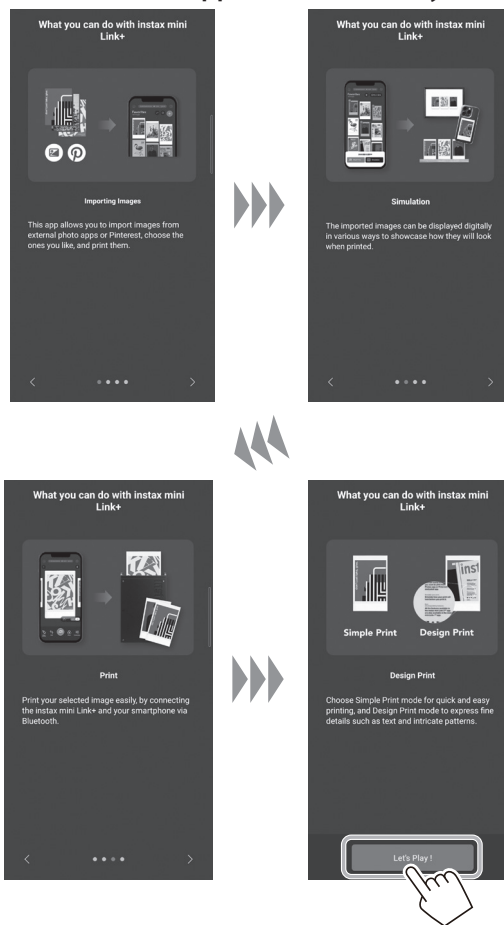 What you can do with instax mini
Link+
Importing Images
This app allows you to import images from
external photo apps or Pinterest, choose the
ones you like, and print them.
What you can do with instax mini
Link+
Simulation
The imported images can be displayed digitally
in various ways to showcase how they will look
when printed.
What you can do with instax mini
Link+
Print
Print your selected image easily, by connecting
the instax mini Link+ and your smartphone via
Bluetooth.
What you can do with instax mini
Link+
inst
Simple Print Design Print
Design Print
Choose Simple Print mode for quick and easy
printing, and Design Print mode to express fine
details such as text and intricate patterns.
Let's Play !